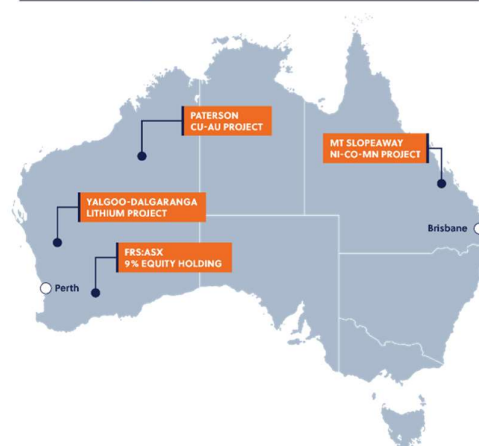 PATERSON
CU-AU PROJECT
MT SLOPEAWAY
NI-CO-MN PROJECT
YALGOO-DALGARANGA
LITHIUM PROJECT
Brisbane
FRS:ASX
9% EQUITY HOLDING
Perth